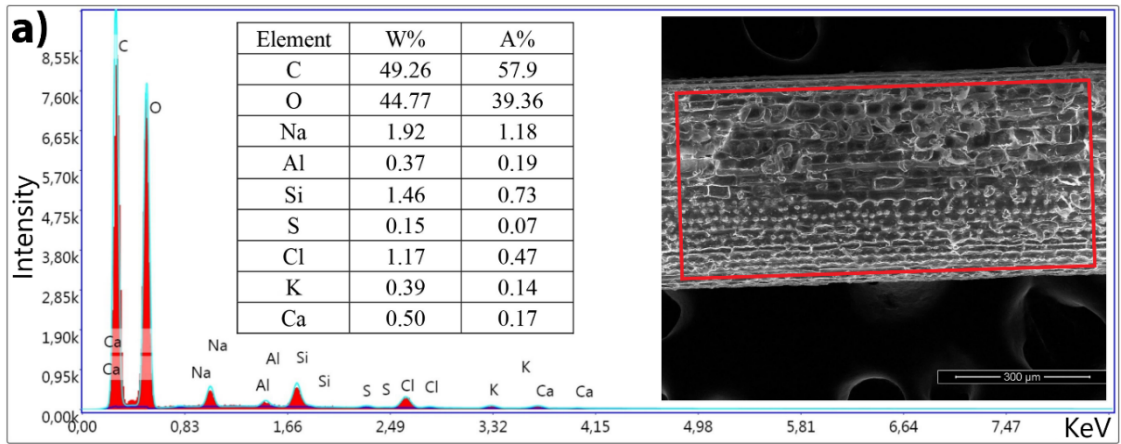 a)
Intensity
8,55k
7,60k
6,65k
5,70k
4,75k
3,80k
2,85k
1,90k
0,95k
0,00k
C
O
Ca
Ca
Na
Na
Al
Al
Si
Si
S
S
Cl
Cl
K
K
Ca
Ca
Element W% A%
C 49.26 57.9
O 44.77 39.36
Na 1.92 1.18
Al 0.37 0.19
Si 1.46 0.73
S 0.15 0.07
Cl 1.17 0.47
K 0.39 0.14
Ca 0.50 0.17
300 µm
0,00 0,83 1,66 2,49 3,32 4,15 4,98 5,81 6,64 7,47 KeV